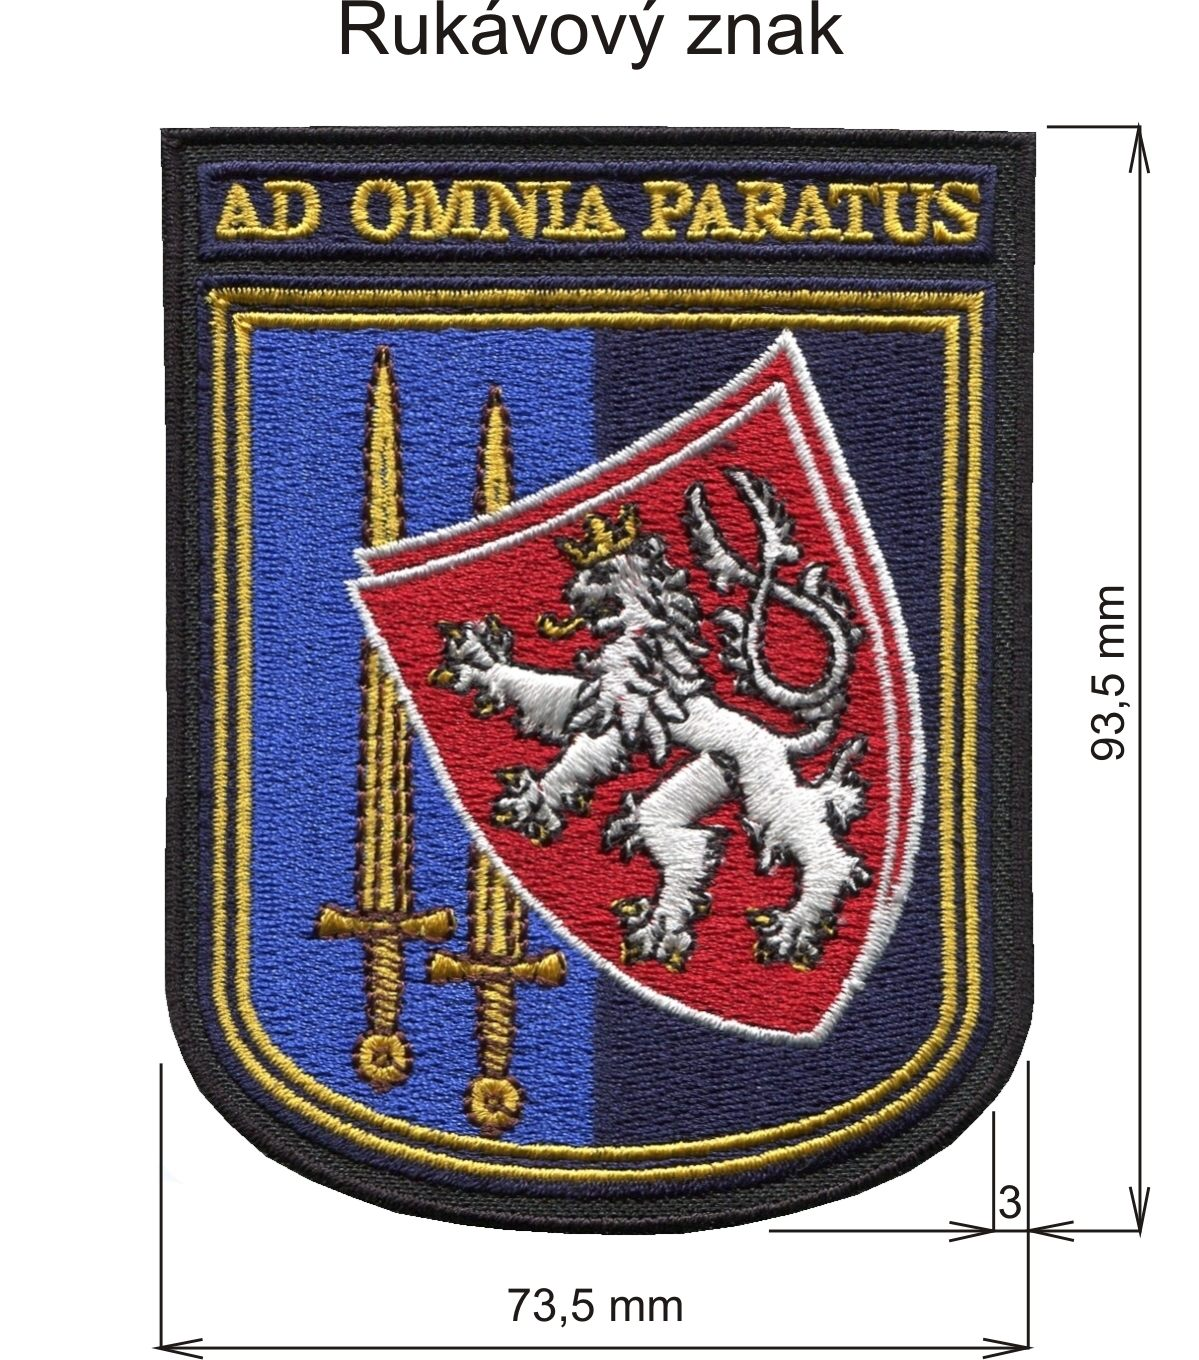 Rukávový znak
AD OMNIA PARATUS
93,5 mm
3
73,5 mm